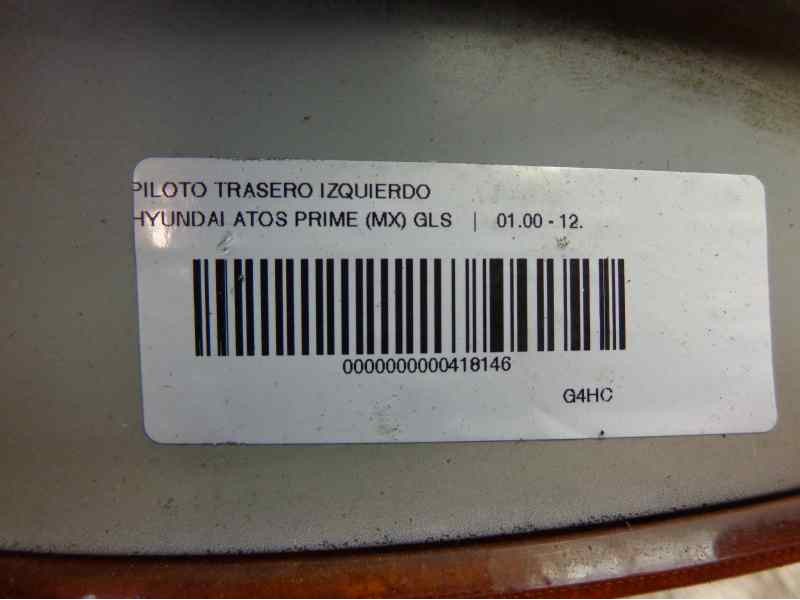 PILOTO TRASERO IZQUIERDO
HYUNDAI ATOS PRIME (MX) GLS | 01.00 - 12.
0000000000418146
G4HC